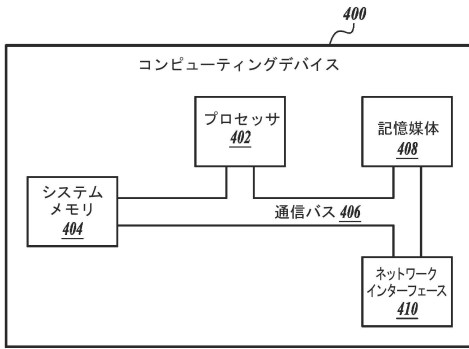 400
コンピューティングデバイス
プロセッサ
402
記憶媒体
408
システム
メモリ
404
通信バス 406
ネットワーク
インターフェース
410